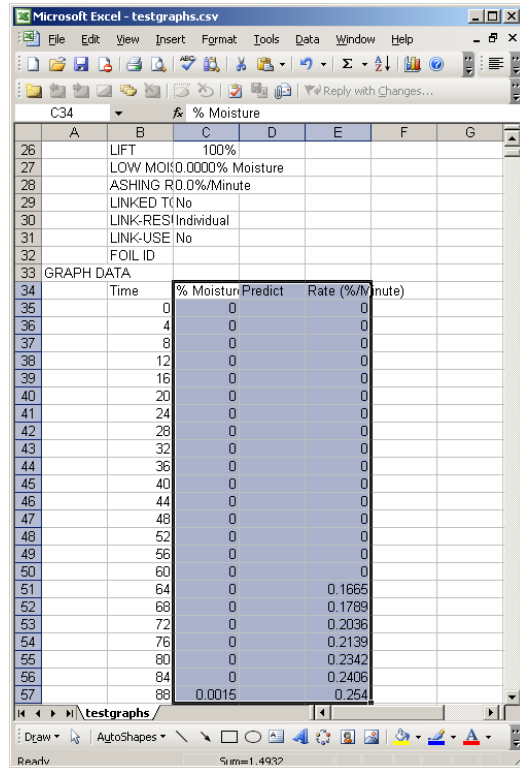 Microsoft Excel - testgraphs.csv
File Edit View Insert Format Tools Data Window Help
Reply with Changes...
C34 fx % Moisture
A B C D E F G
26 LIFT 100%
27 LOW MOIS 0.0000% Moisture
28 ASHING R 0.0%/Minute
29 LINKED TO No
30 LINK-RESU Individual
31 LINK-USE No
32 FOIL ID
33 GRAPH DATA
34 Time % Moistur Predict Rate (%/Minute)
35 0 0 0
36 4 0 0
37 8 0 0
38 12 0 0
39 16 0 0
40 20 0 0
41 24 0 0
42 28 0 0
43 32 0 0
44 36 0 0
45 40 0 0
46 44 0 0
47 48 0 0
48 52 0 0
49 56 0 0
50 60 0 0
51 64 0 0.1665
52 68 0 0.1789
53 72 0 0.2036
54 76 0 0.2139
55 80 0 0.2342
56 84 0 0.2406
57 88 0.0015 0.254
testgraphs
Draw AutoShapes
Ready Sum=1.4932